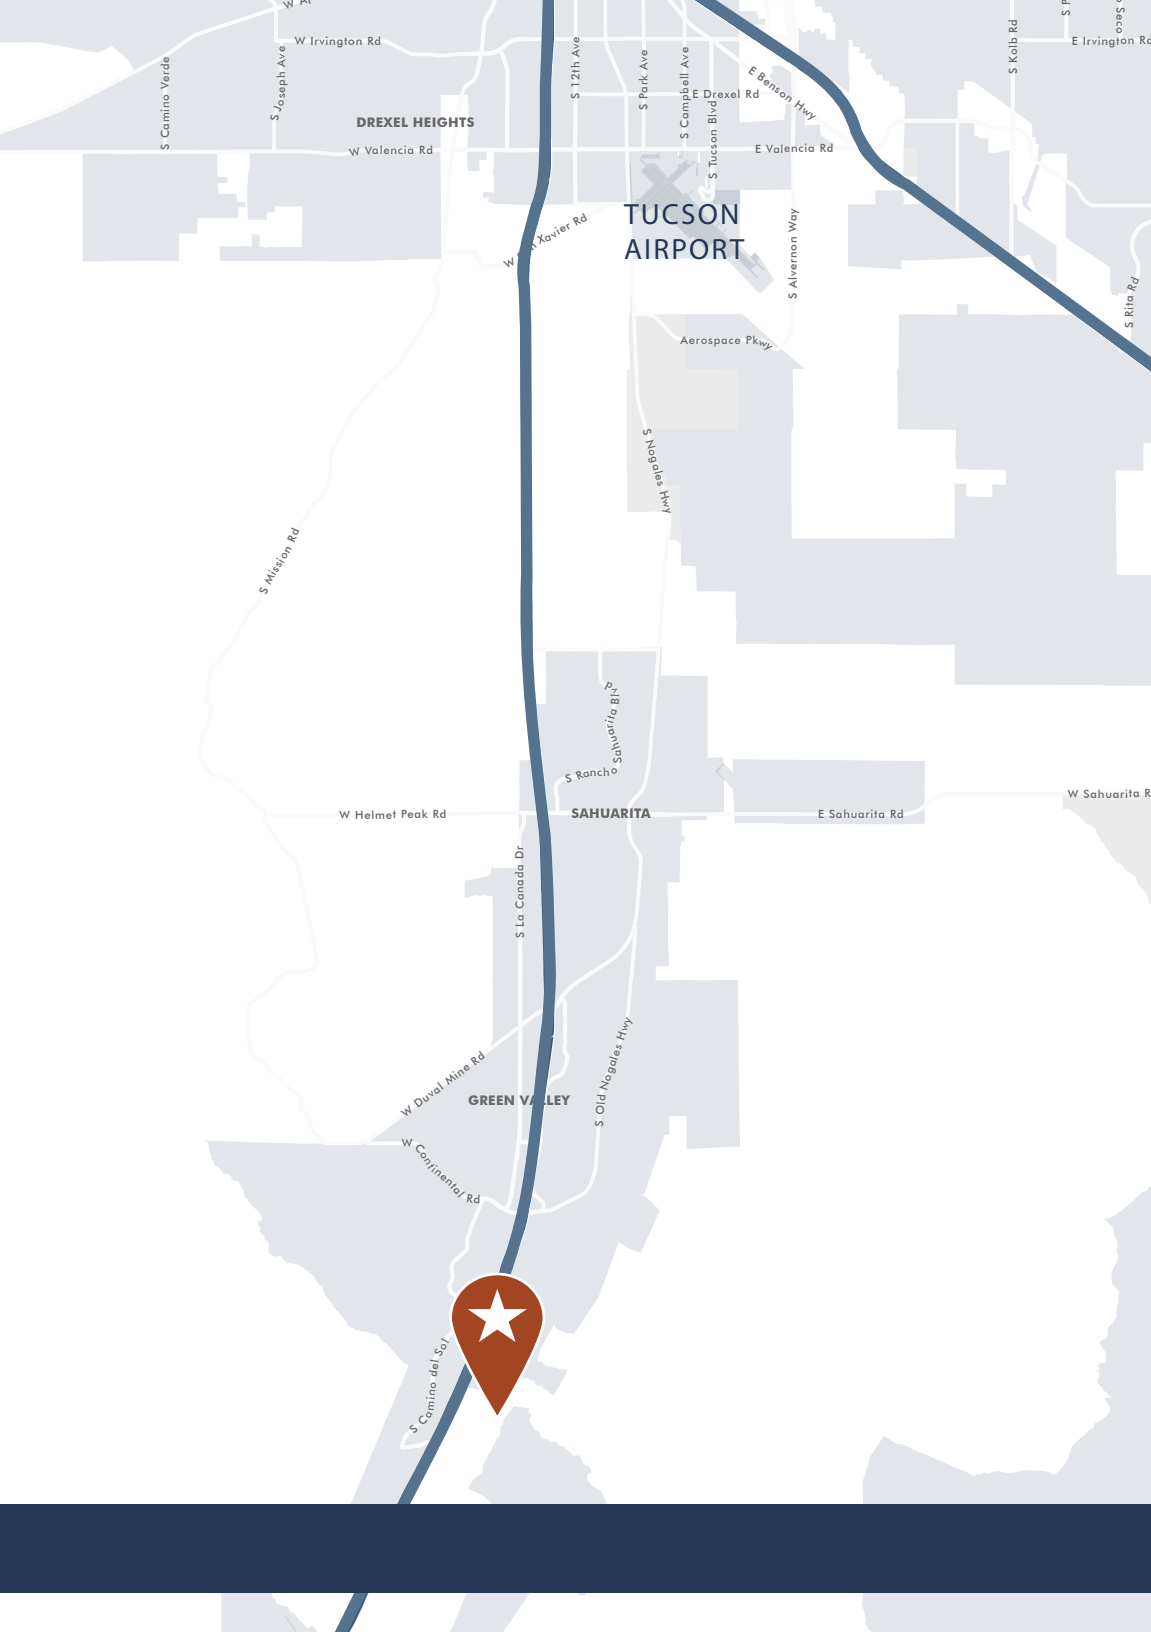 W Irvington Rd
E Irvington Rd
S Camino Verde
S Joseph Ave
S 12th Ave
S Park Ave
S Campbell Ave
S Tucson Blvd
E Drexel Rd
E Benson Hwy
S Kolb Rd
DREXEL HEIGHTS
W Valencia Rd
E Valencia Rd
TUCSON
AIRPORT
Xavier Rd
S Alvernon Way
S Rita Rd
Aerospace Pkwy
S Nogales Hwy
S Mission Rd
S Rancho Sahuarita Blv
W Helmet Peak Rd
SAHUARITA
E Sahuarita Rd
W Sahuarita R
S La Canada Dr
W Duval Mine Rd
S Old Nogales Hwy
GREEN VALLEY
W Continental Rd
S Camino del Sol